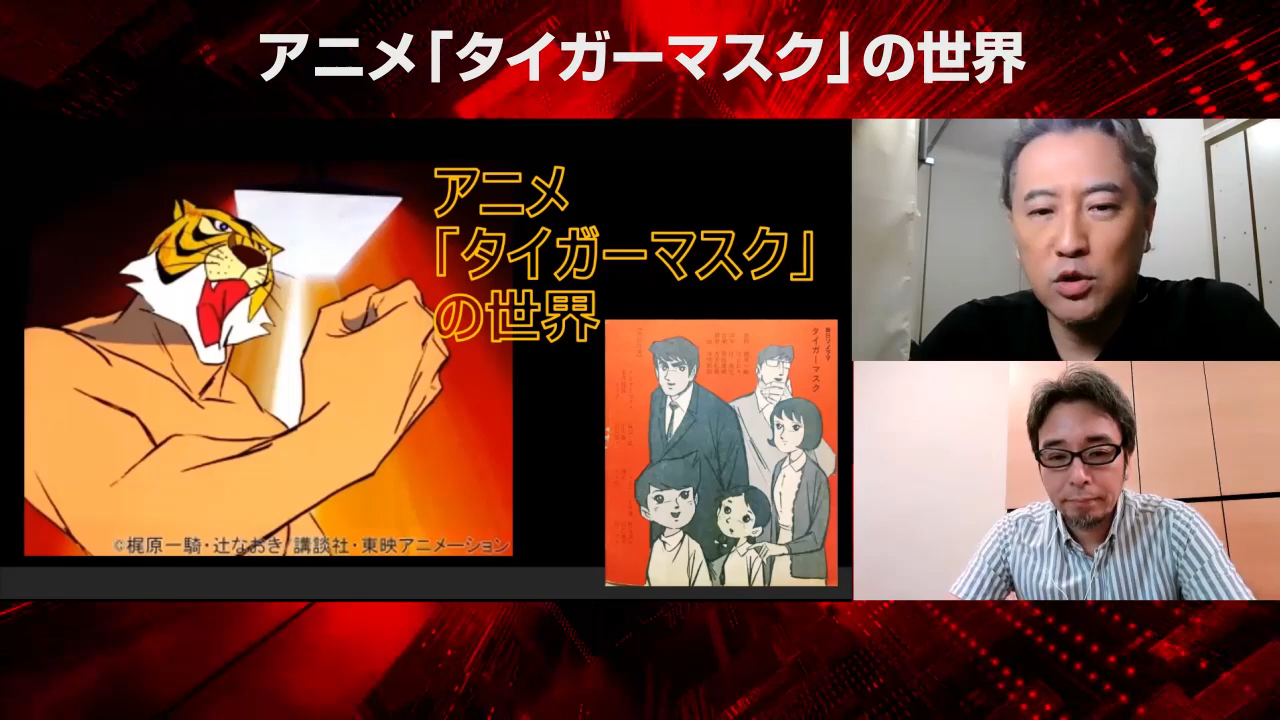 アニメ「タイガーマスク」の世界
アニメ
「タイガーマスク」
の世界
©梶原一騎・辻なおき/講談社・東映アニメーション
タイガーマスク